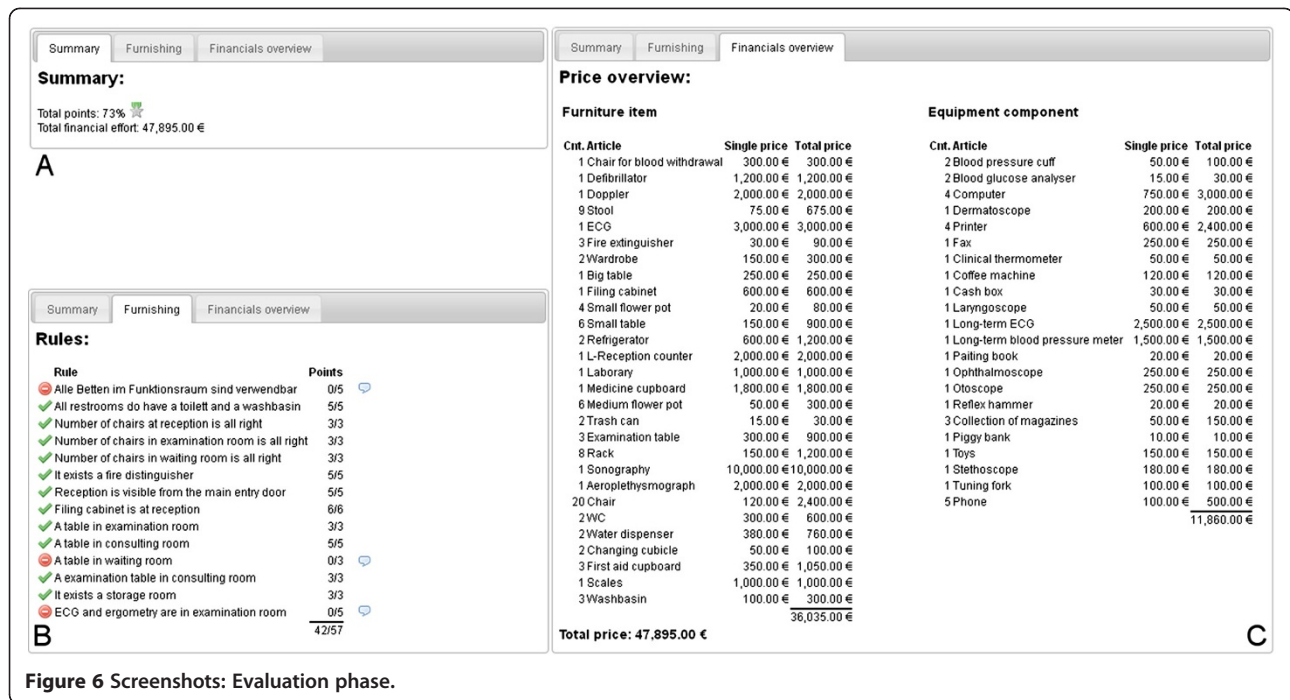 Summary Furnishing Financials overview
Summary:
Total points: 73%
Total financial effort: 47,895.00 €
A
Summary Furnishing Financials overview
Rules:
Rule Points
Alle Betten im Funktionsraum sind verwendbar 0/5
All restrooms do have a toilett and a washbasin 5/5
Number of chairs at reception is all right 3/3
Number of chairs in examination room is all right 3/3
Number of chairs in waiting room is all right 3/3
It exists a fire distinguisher 5/5
Reception is visible from the main entry door 5/5
Filing cabinet is at reception 6/6
A table in examination room 3/3
A table in consulting room 5/5
A table in waiting room 0/3
A examination table in consulting room 3/3
It exists a storage room 3/3
ECG and ergometry are in examination room 0/5
42/57
B
Summary Furnishing Financials overview
Price overview:
Furniture item
Cnt. Article Single price Total price
1 Chair for blood withdrawal 300.00 € 300.00 €
1 Defibrillator 1,200.00 € 1,200.00 €
1 Doppler 2,000.00 € 2,000.00 €
9 Stool 75.00 € 675.00 €
1 ECG 3,000.00 € 3,000.00 €
3 Fire extinguisher 30.00 € 90.00 €
2 Wardrobe 150.00 € 300.00 €
1 Big table 250.00 € 250.00 €
1 Filing cabinet 600.00 € 600.00 €
4 Small flower pot 20.00 € 80.00 €
6 Small table 150.00 € 900.00 €
2 Refrigerator 600.00 € 1,200.00 €
1 L-Reception counter 2,000.00 € 2,000.00 €
1 Laborary 1,000.00 € 1,000.00 €
1 Medicine cupboard 1,800.00 € 1,800.00 €
6 Medium flower pot 50.00 € 300.00 €
2 Trash can 15.00 € 30.00 €
3 Examination table 300.00 € 900.00 €
8 Rack 150.00 € 1,200.00 €
1 Sonography 10,000.00 € 10,000.00 €
1 Aeroplethysmograph 2,000.00 € 2,000.00 €
20 Chair 120.00 € 2,400.00 €
2 WC 300.00 € 600.00 €
2 Water dispenser 380.00 € 760.00 €
2 Changing cubicle 50.00 € 100.00 €
3 First aid cupboard 350.00 € 1,050.00 €
1 Scales 1,000.00 € 1,000.00 €
3 Washbasin 100.00 € 300.00 €
36,035.00 €
Total price: 47,895.00 €
Equipment component
Cnt. Article Single price Total price
2 Blood pressure cuff 50.00 € 100.00 €
2 Blood glucose analyser 15.00 € 30.00 €
4 Computer 750.00 € 3,000.00 €
1 Dermatoscope 200.00 € 200.00 €
4 Printer 600.00 € 2,400.00 €
1 Fax 250.00 € 250.00 €
1 Clinical thermometer 50.00 € 50.00 €
1 Coffee machine 120.00 € 120.00 €
1 Cash box 30.00 € 30.00 €
1 Laryngoscope 50.00 € 50.00 €
1 Long-term ECG 2,500.00 € 2,500.00 €
1 Long-term blood pressure meter 1,500.00 € 1,500.00 €
1 Paiting book 20.00 € 20.00 €
1 Ophthalmoscope 250.00 € 250.00 €
1 Otoscope 250.00 € 250.00 €
1 Reflex hammer 20.00 € 20.00 €
3 Collection of magazines 50.00 € 150.00 €
1 Piggy bank 10.00 € 10.00 €
1 Toys 150.00 € 150.00 €
1 Stethoscope 180.00 € 180.00 €
1 Tuning fork 100.00 € 100.00 €
5 Phone 100.00 € 500.00 €
11,860.00 €
C
Figure 6 Screenshots: Evaluation phase.